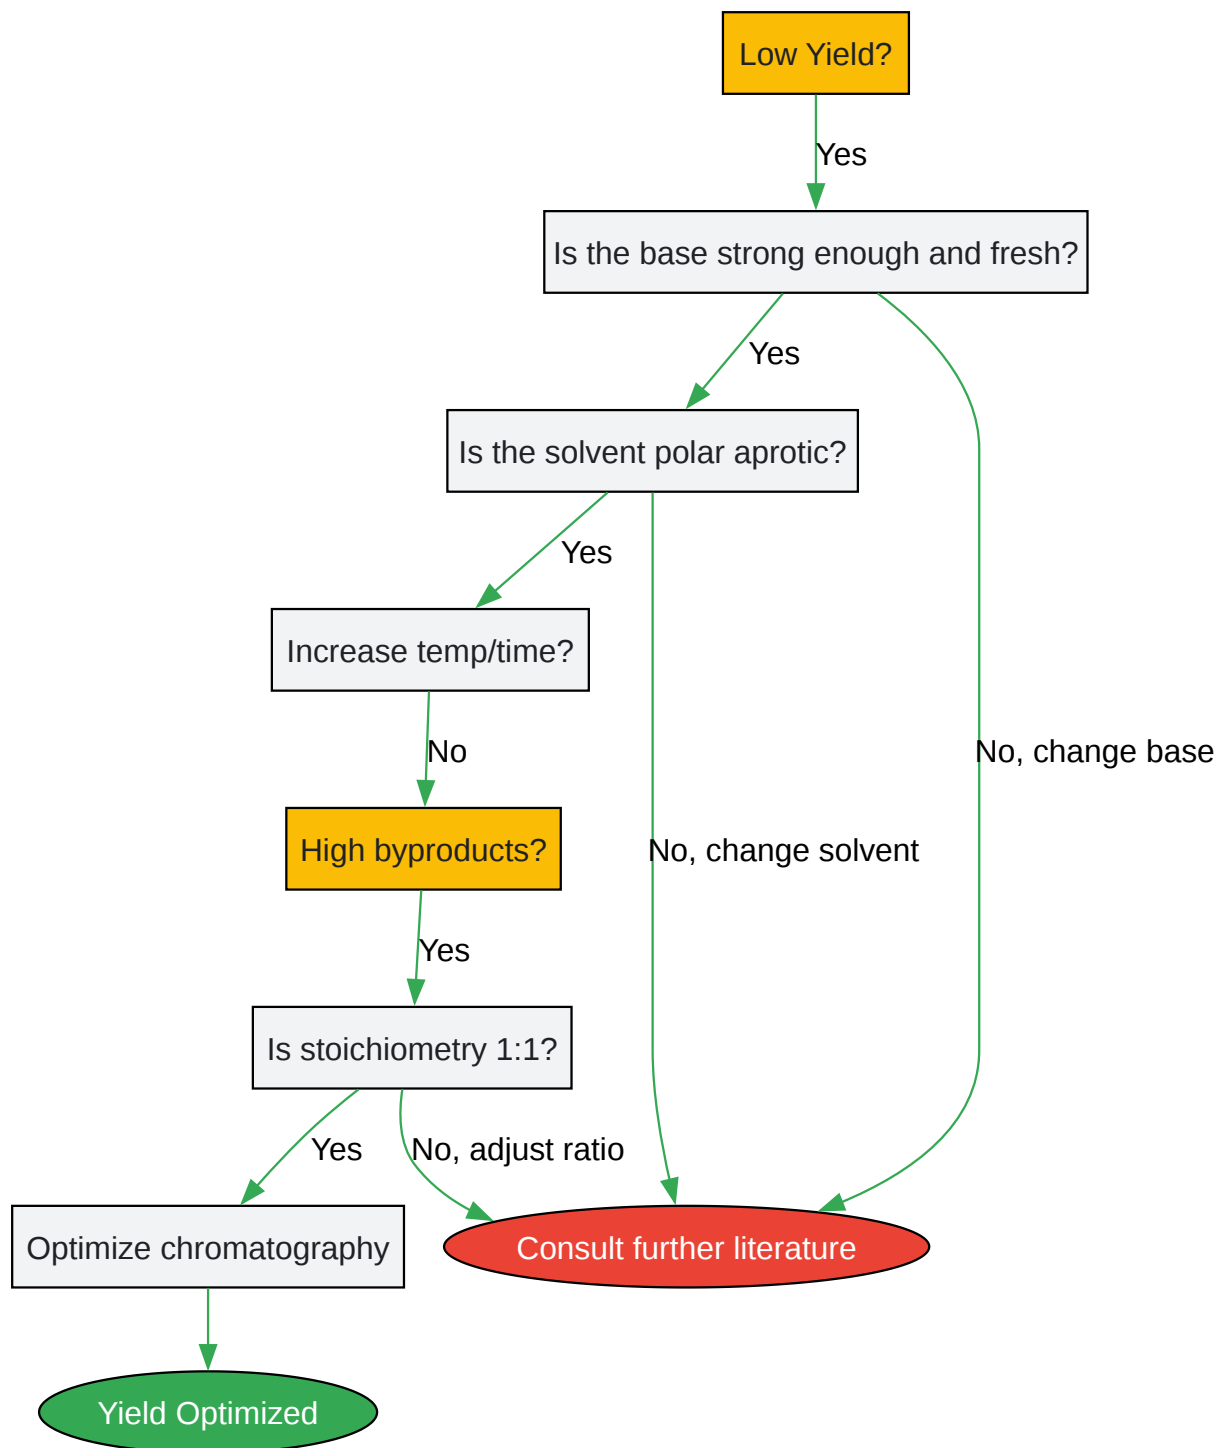 Low Yield?
Yes
Is the base strong enough and fresh?
Yes
Is the solvent polar aprotic?
Yes
Increase temp/time?
No
No, change base
High byproducts?
No, change solvent
Yes
Is stoichiometry 1:1?
Yes
No, adjust ratio
Optimize chromatography
Consult further literature
Yield Optimized